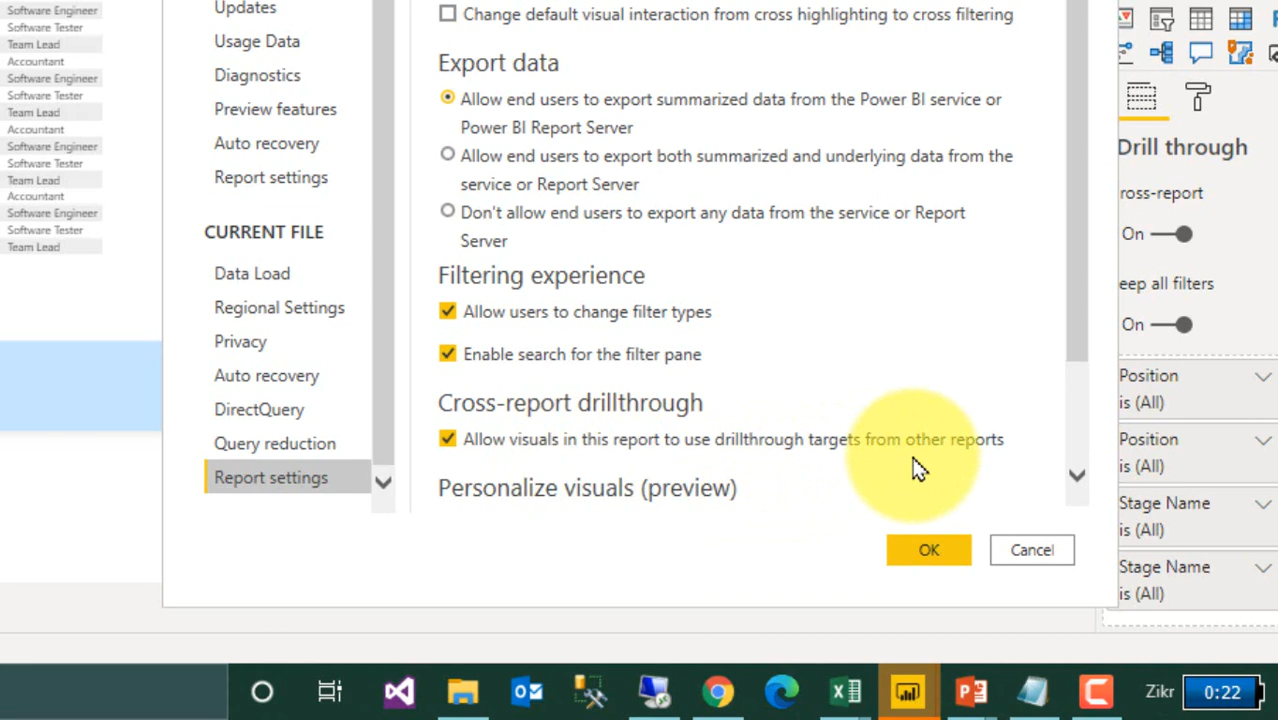 Software Engineer
Software Tester
Team Lead
Accountant
Software Engineer
Software Tester
Team Lead
Accountant
Software Engineer
Software Tester
Team Lead
Accountant
Software Engineer
Software Tester
Team Lead
Updates
Usage Data
Diagnostics
Preview features
Auto recovery
Report settings
CURRENT FILE
Data Load
Regional Settings
Privacy
Auto recovery
DirectQuery
Query reduction
Report settings
Change default visual interaction from cross highlighting to cross filtering
Export data
Allow end users to export summarized data from the Power BI service or
Power BI Report Server
Allow end users to export both summarized and underlying data from the
service or Report Server
Don't allow end users to export any data from the service or Report
Server
Filtering experience
Allow users to change filter types
Enable search for the filter pane
Cross-report drillthrough
Allow visuals in this report to use drillthrough targets from other reports
Personalize visuals (preview)
OK
Cancel
Drill through
ross-report
On
eep all filters
On
Position
is (All)
Position
is (All)
Stage Name
is (All)
Stage Name
is (All)
Zikr
0:22